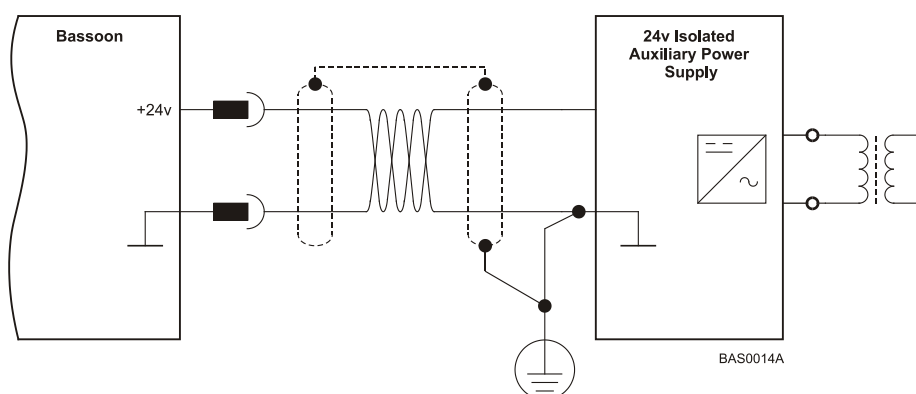 Bassoon
24v Isolated
Auxiliary Power
Supply
+24v
BAS0014A